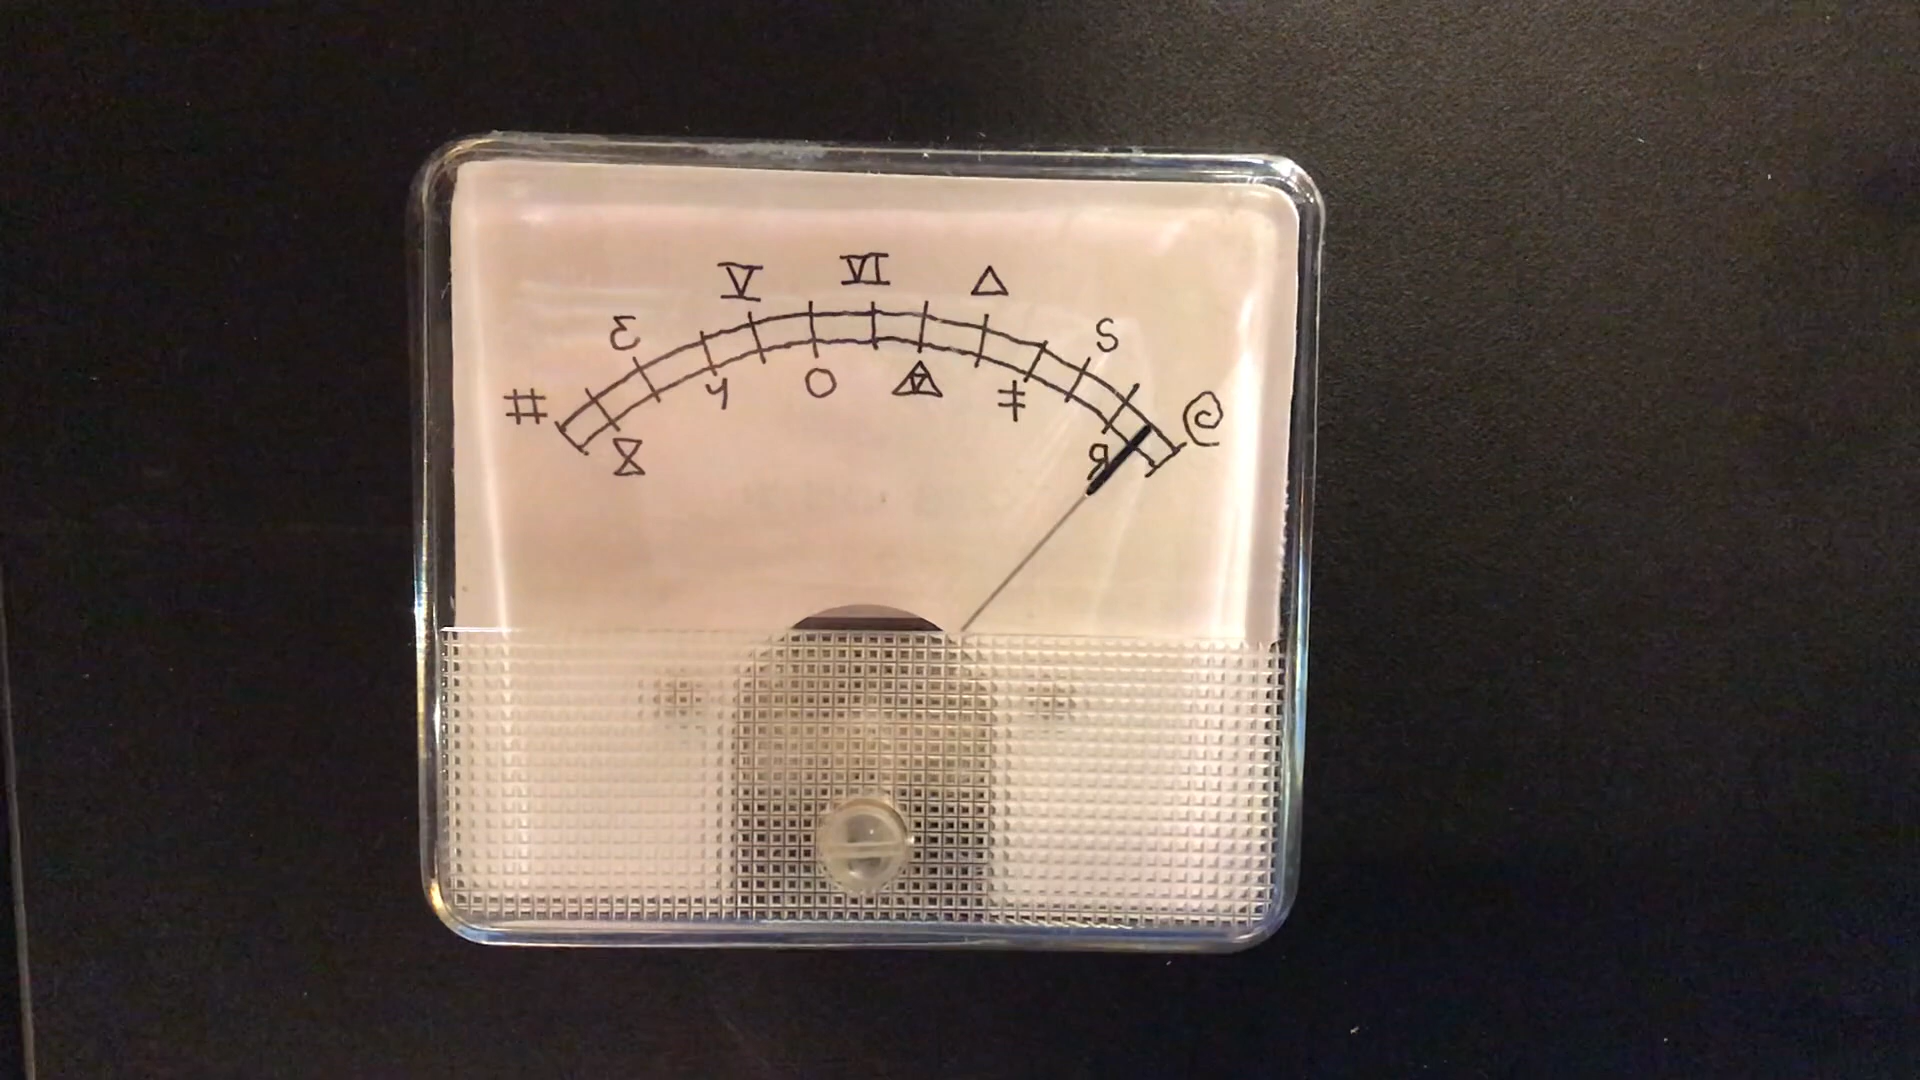 # Ɛ V VI △ S @
Y O ‡ Я